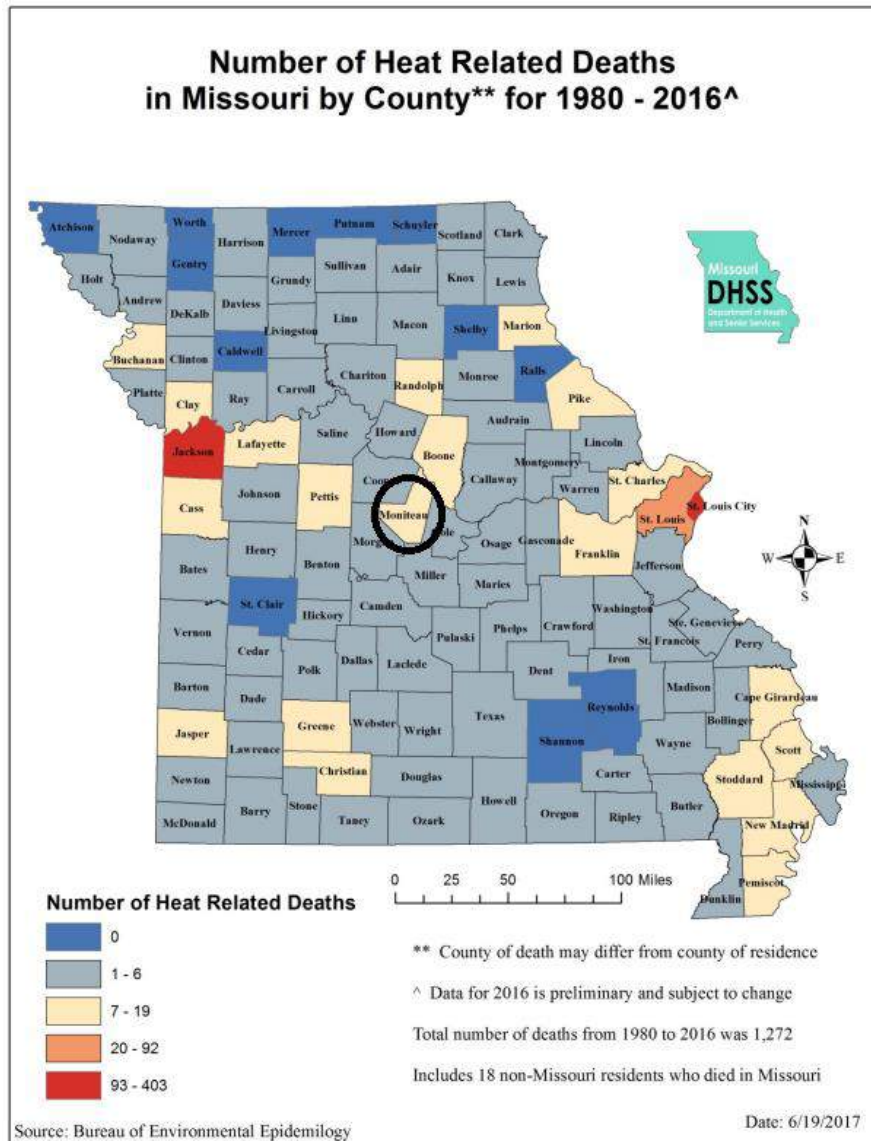 Number of Heat Related Deaths
in Missouri by County** for 1980 - 2016^
Atchison
Nodaway
Worth
Harrison
Mercer
Putnam
Schuyler
Scotland
Clark
Gentry
Holt
Andrew
DeKalb
Daviess
Grundy
Sullivan
Adair
Knox
Lewis
Livingston
Linn
Macon
Shelby
Marion
Buchanan
Clinton
Caldwell
Chariton
Randolph
Monroe
Ralls
Pike
Platte
Clay
Ray
Carroll
Saline
Howard
Audrain
Lincoln
Jackson
Lafayette
Boone
Callaway
Montgomery
Warren
St. Charles
Cass
Johnson
Pettis
Moniteau
Osage
Gasconade
Franklin
St. Louis
St. Louis City
Jefferson
Bates
Henry
Benton
Miller
Maries
St. Clair
Hickory
Camden
Pulaski
Phelps
Crawford
Washington
Ste. Genevieve
St. Francois
Perry
Vernon
Cedar
Polk
Dallas
Laclede
Dent
Iron
Madison
Cape Girardeau
Barton
Dade
Webster
Wright
Texas
Reynolds
Bollinger
Jasper
Lawrence
Greene
Shannon
Wayne
Scott
Christian
Douglas
Carter
Stoddard
Mississippi
Newton
Stone
Howell
Oregon
Ripley
Butler
New Madrid
McDonald
Barry
Taney
Ozark
Dunklin
Pemiscot
Missouri
DHSS
Department of Health
and Senior Services
N
W
E
S
0 25 50 100 Miles
Number of Heat Related Deaths
0
1 - 6
7 - 19
20 - 92
93 - 403
** County of death may differ from county of residence
^ Data for 2016 is preliminary and subject to change
Total number of deaths from 1980 to 2016 was 1,272
Includes 18 non-Missouri residents who died in Missouri
Source: Bureau of Environmental Epidemilogy
Date: 6/19/2017